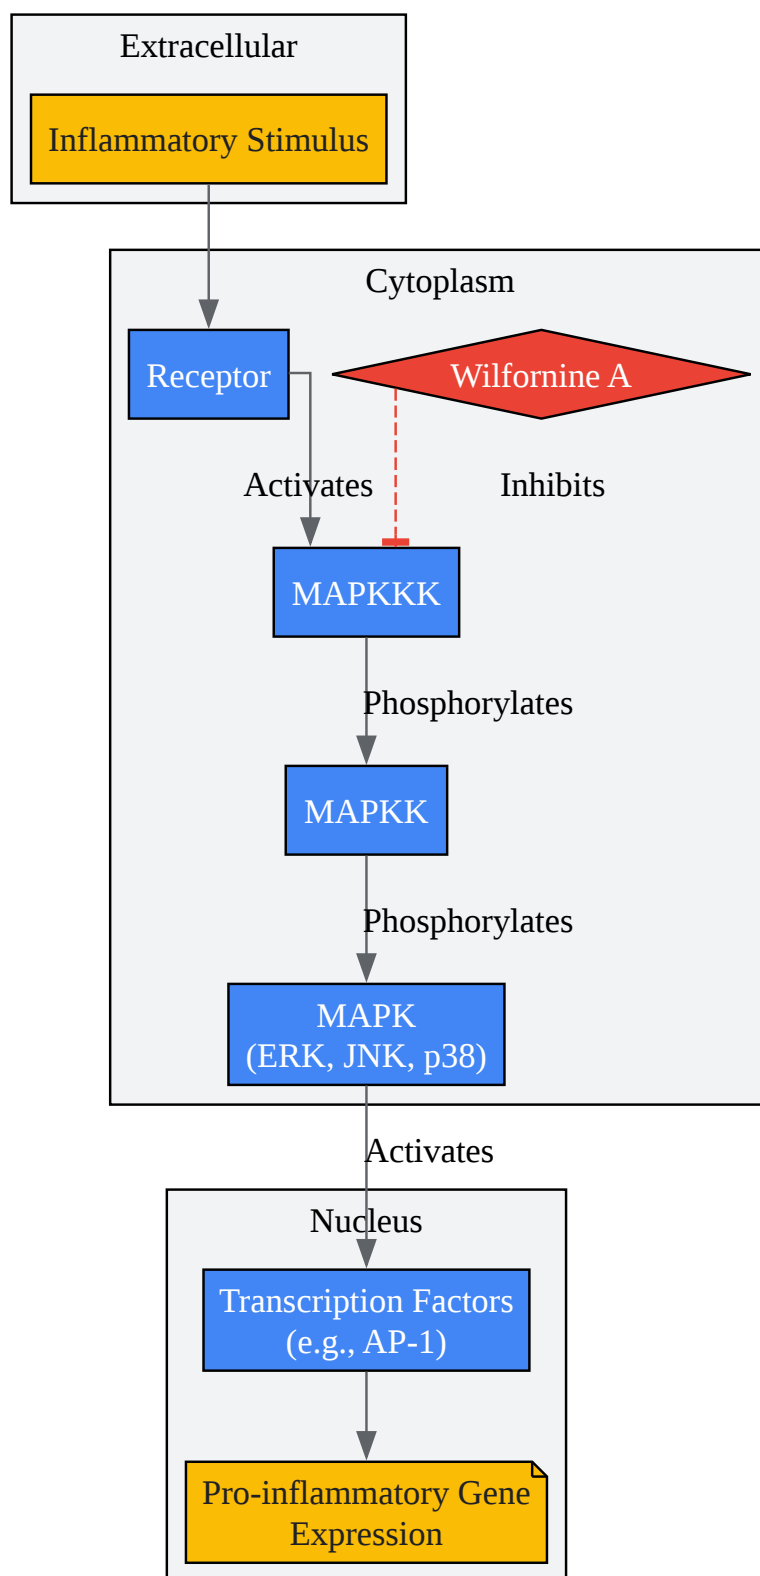 Extracellular
Inflammatory Stimulus
Cytoplasm
Receptor
Wilfornine A
Activates
Inhibits
MAPKKK
Phosphorylates
MAPKK
Phosphorylates
MAPK
(ERK, JNK, p38)
Activates
Nucleus
Transcription Factors
(e.g., AP-1)
Pro-inflammatory Gene
Expression